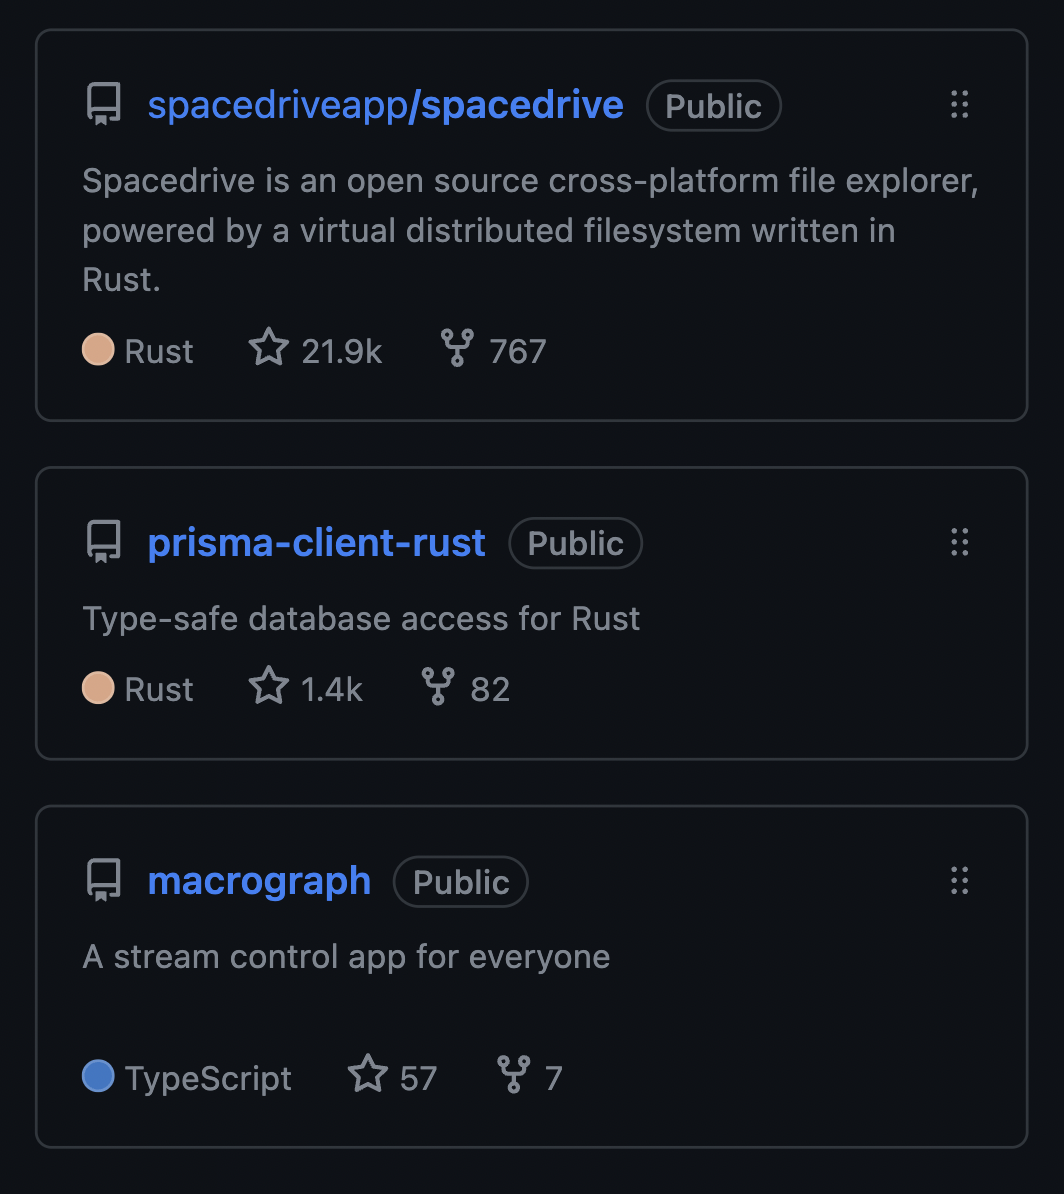 spacedriveapp/spacedrive Public
Spacedrive is an open source cross-platform file explorer,
powered by a virtual distributed filesystem written in
Rust.
Rust 21.9k 767
prisma-client-rust Public
Type-safe database access for Rust
Rust 1.4k 82
macrograph Public
A stream control app for everyone
TypeScript 57 7